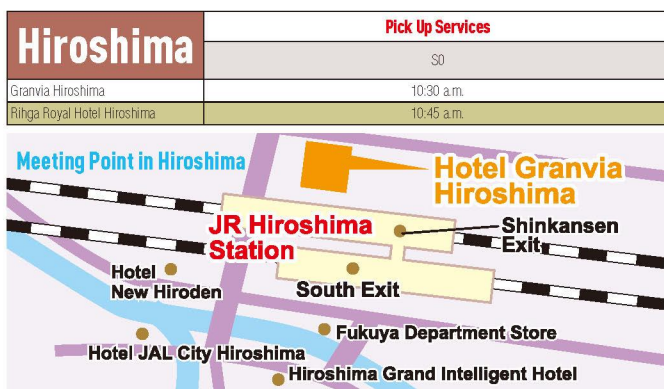 Hiroshima
Pick Up Services
S0
Granvia Hiroshima 10:30 a.m.
Rihga Royal Hotel Hiroshima 10:45 a.m.
Meeting Point in Hiroshima
Hotel Granvia
Hiroshima
JR Hiroshima
Station
Shinkansen
Exit
Hotel
New Hiroden
South Exit
Fukuya Department Store
Hotel JAL City Hiroshima
Hiroshima Grand Intelligent Hotel